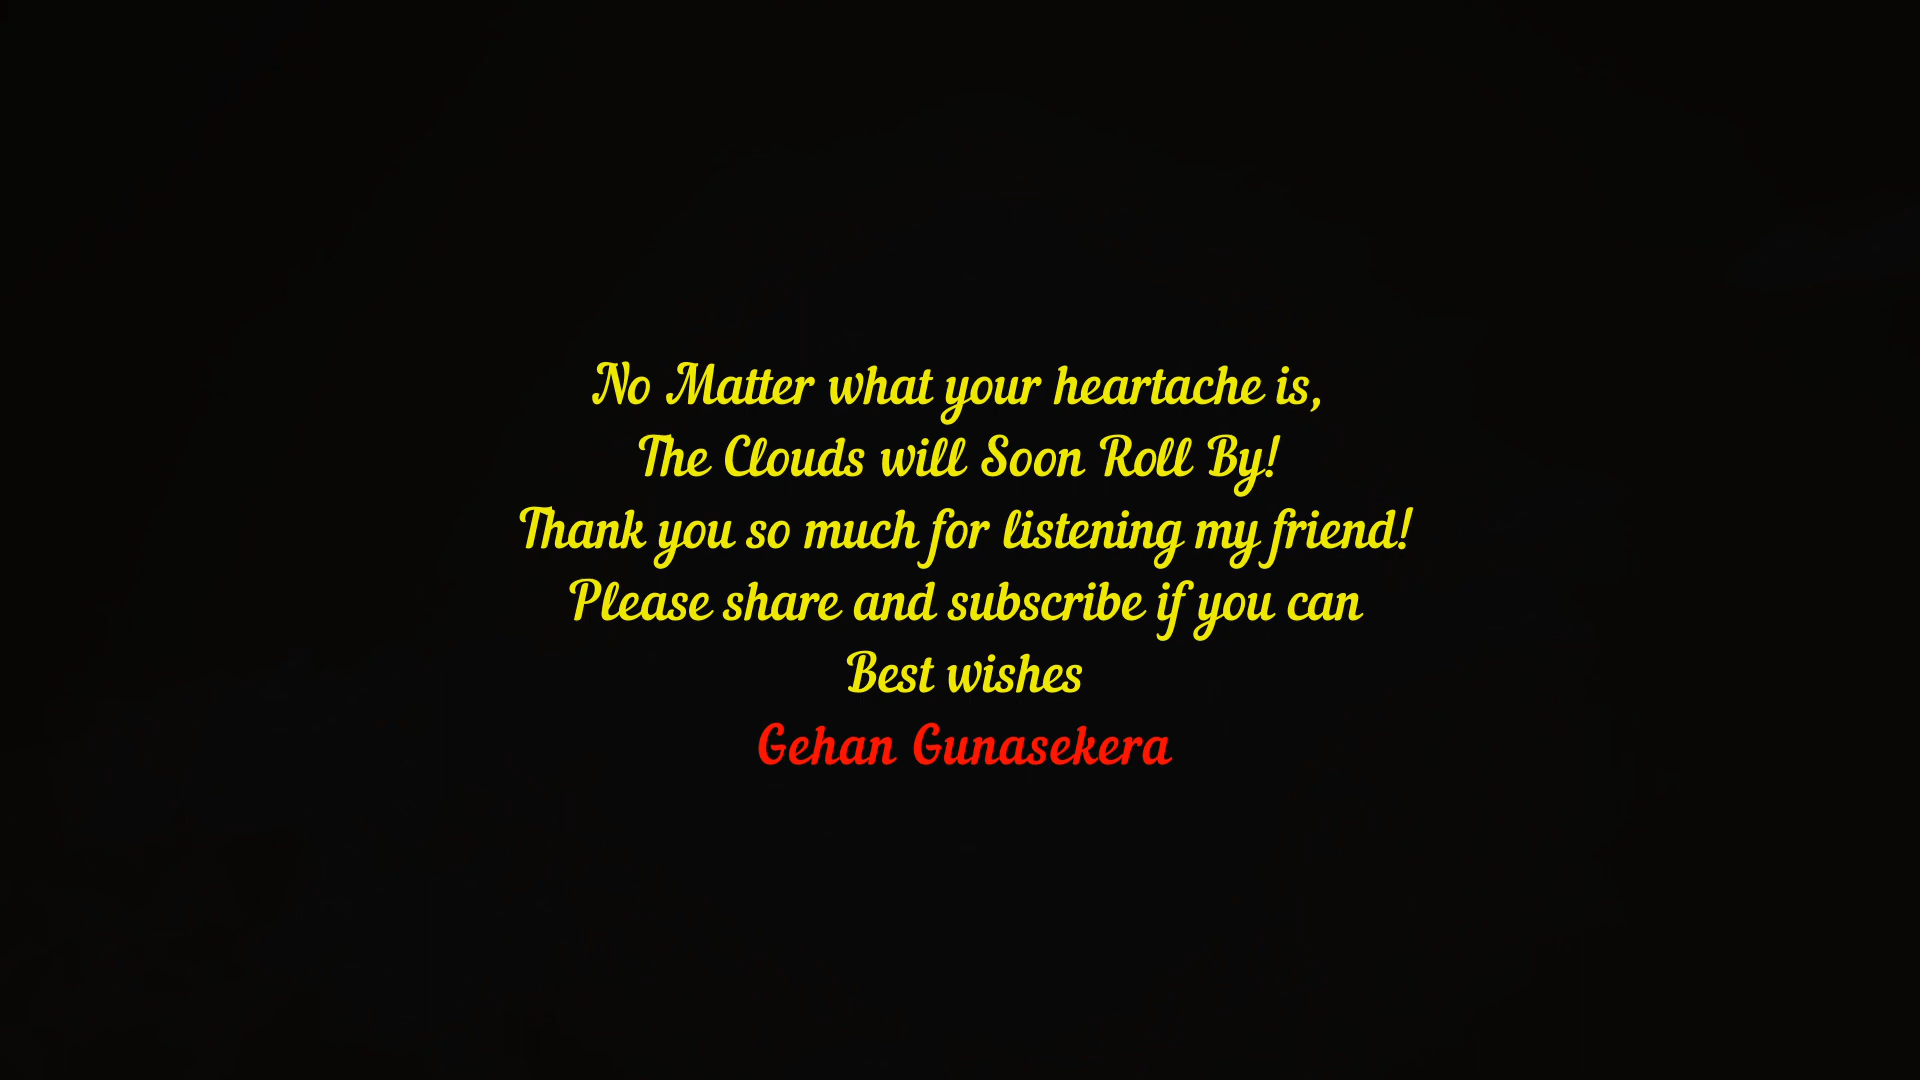 No Matter what your heartache is,
The Clouds will Soon Roll By!
Thank you so much for listening my friend!
Please share and subscribe if you can
Best wishes
Gehan Gunasekera